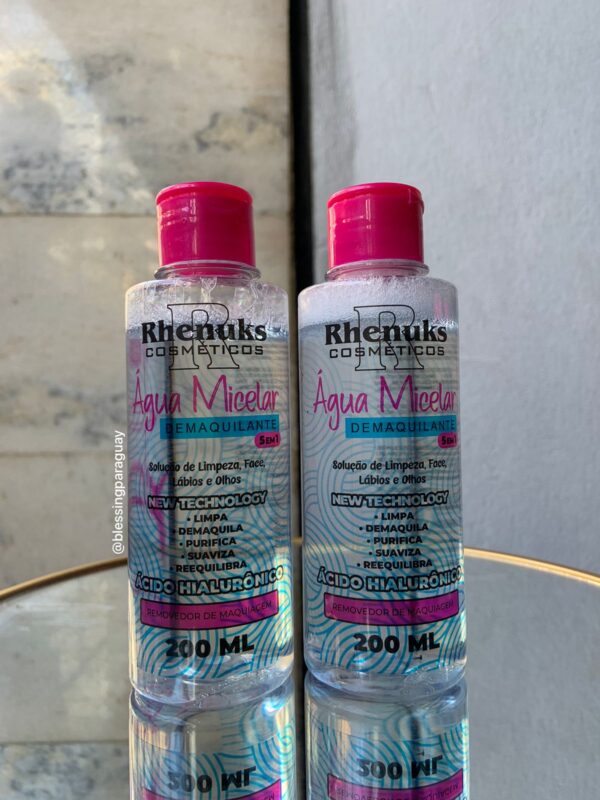 Rhenuks
COSMÉTICOS
Água Micelar
DEMAQUILANTE
5 EM 1
Solução de Limpeza, Face,
Lábios e Olhos
NEW TECHNOLOGY
• LIMPA
• DEMAQUILA
• PURIFICA
• SUAVIZA
• REEQUILIBRA
ÁCIDO HIALURÔNICO
REMOVEDOR DE MAQUIAGEM
200 ML
Rhenuks
COSMÉTICOS
Água Micelar
DEMAQUILANTE
5 EM 1
Solução de Limpeza, Face,
Lábios e Olhos
NEW TECHNOLOGY
• LIMPA
• DEMAQUILA
• PURIFICA
• SUAVIZA
• REEQUILIBRA
ÁCIDO HIALURÔNICO
REMOVEDOR DE MAQUIAGEM
200 ML
@blessingparaguay